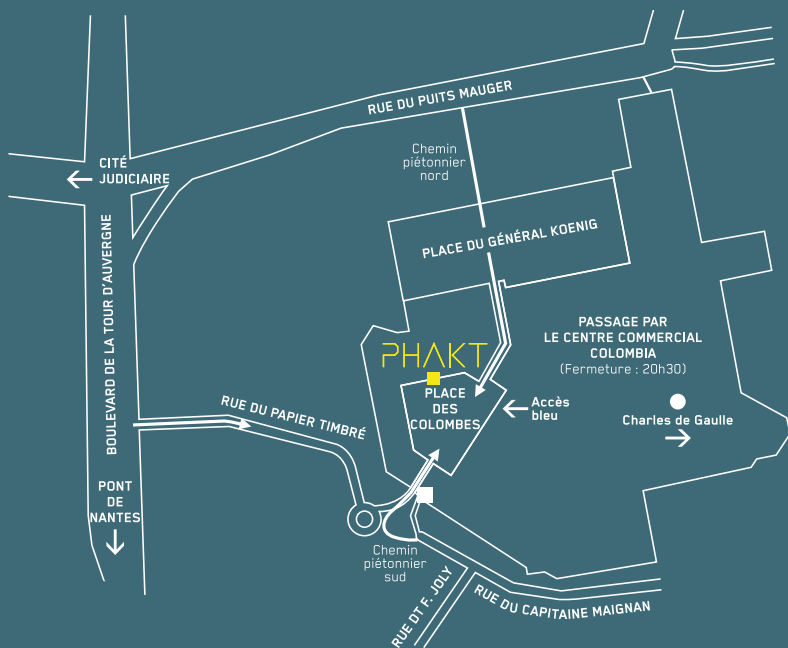 RUE DU PUITS MAUGER
Chemin
piétonnier
nord
CITÉ
JUDICIAIRE
PLACE DU GÉNÉRAL KOENIG
BOULEVARD DE LA TOUR D'AUVERGNE
PASSAGE PAR
LE CENTRE COMMERCIAL
COLOMBIA
(Fermeture : 20h30)
PHAKT
PLACE
DES
COLOMBES
Accès
bleu
RUE DU PAPIER TIMBRÉ
Charles de Gaulle
PONT
DE
NANTES
Chemin
piétonnier
sud
RUE DT F. JOLY
RUE DU CAPITAINE MAIGNAN